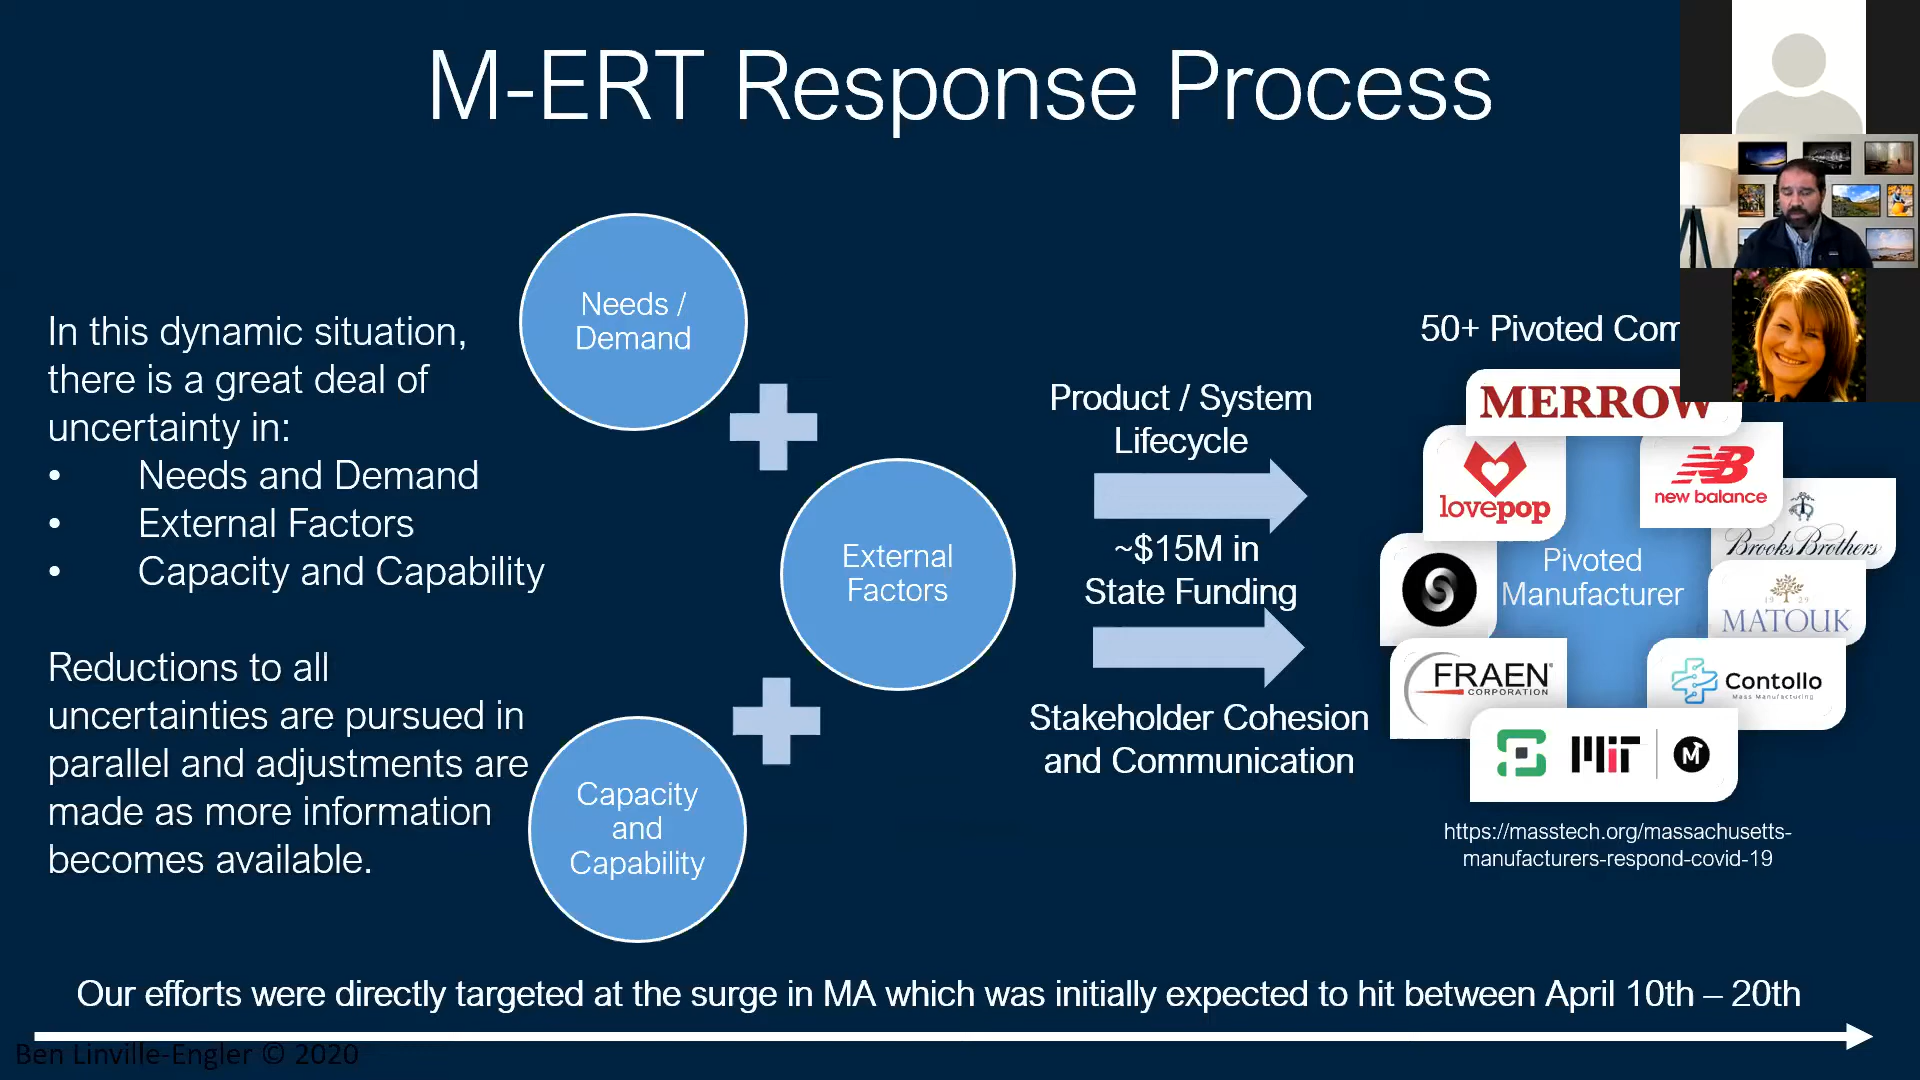 M-ERT Response Process
In this dynamic situation,
there is a great deal of
uncertainty in:
• Needs and Demand
• External Factors
• Capacity and Capability
Reductions to all
uncertainties are pursued in
parallel and adjustments are
made as more information
becomes available.
Needs /
Demand
External
Factors
Capacity
and
Capability
Product / System
Lifecycle
~$15M in
State Funding
Stakeholder Cohesion
and Communication
50+ Pivoted Com
MERROW
lovepop
new balance
Brooks Brothers
Pivoted
Manufacturer
19 29
MATOUK
FRAEN
CORPORATION
Contollo
Mass Manufacturing
MIT | M
https://masstech.org/massachusetts-
manufacturers-respond-covid-19
Our efforts were directly targeted at the surge in MA which was initially expected to hit between April 10th – 20th
Ben Linville-Engler © 2020